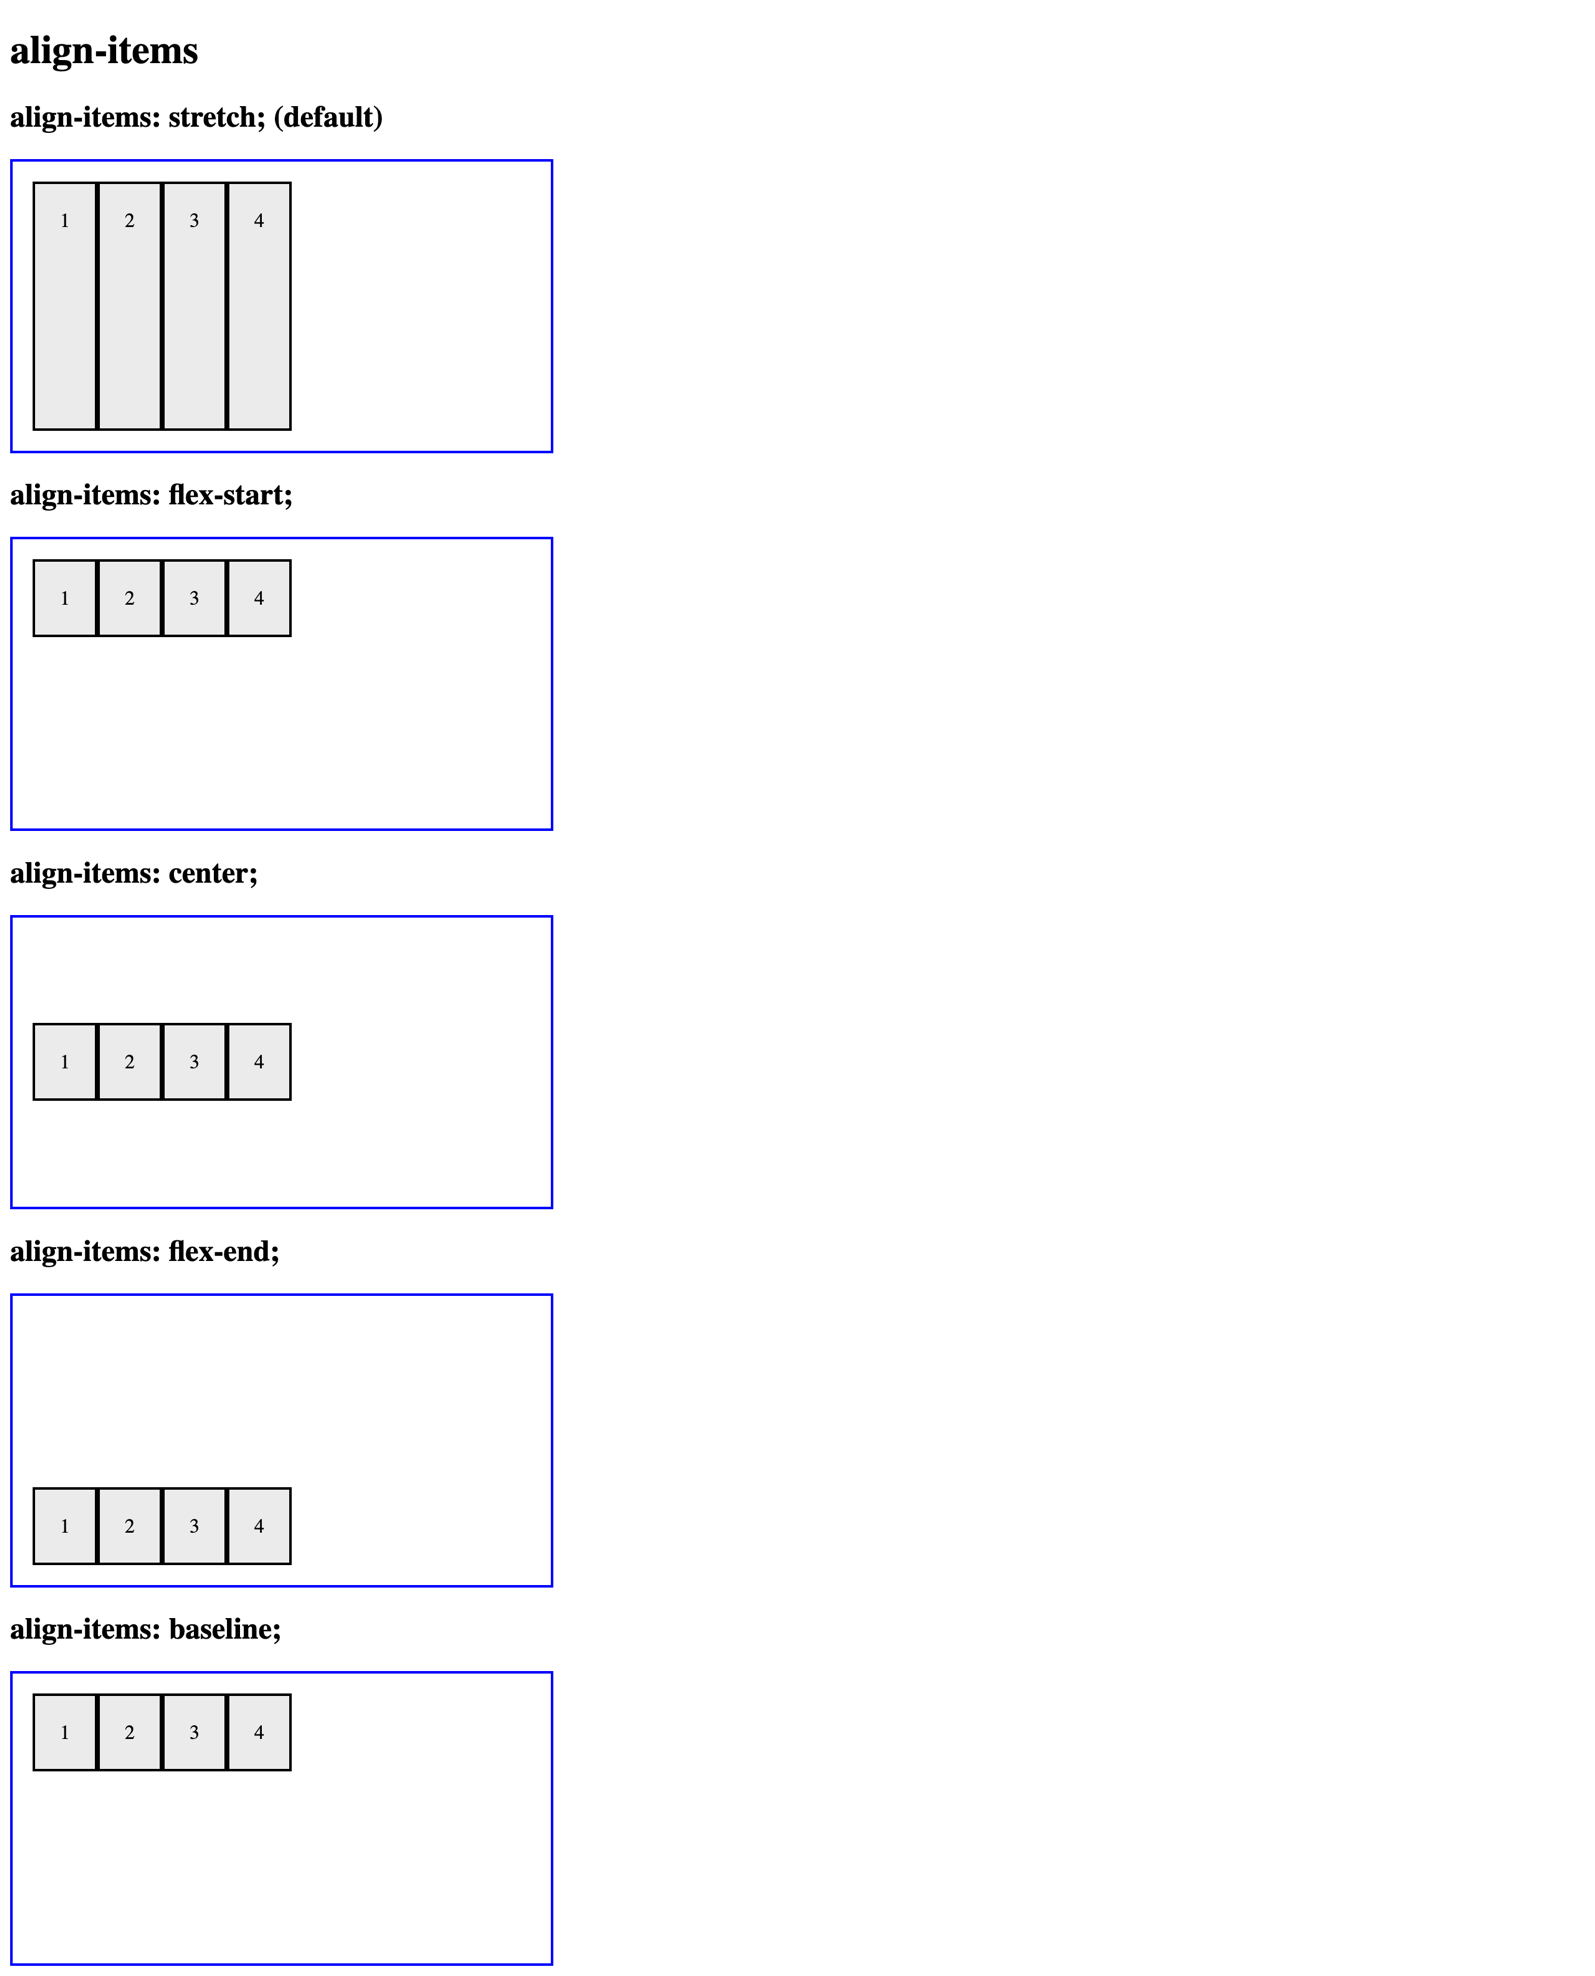 align-items
align-items: stretch; (default)
1 2 3 4
align-items: flex-start;
1 2 3 4
align-items: center;
1 2 3 4
align-items: flex-end;
1 2 3 4
align-items: baseline;
1 2 3 4